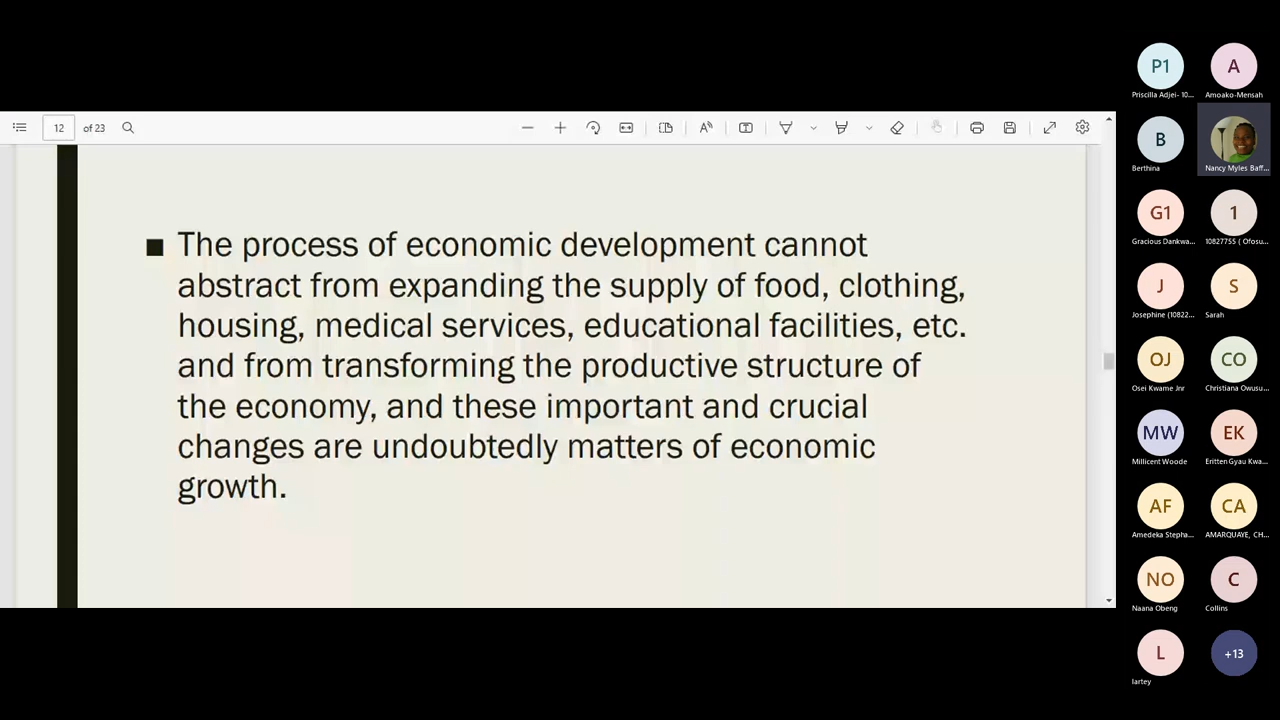 P1
A
Priscilla Adjei- 10...
Amoako-Mensah
12
of 23
■ The process of economic development cannot
abstract from expanding the supply of food, clothing,
housing, medical services, educational facilities, etc.
and from transforming the productive structure of
the economy, and these important and crucial
changes are undoubtedly matters of economic
growth.
B
Berthina
Nancy Myles Baff...
G1
1
Gracious Dankwa...
10827755 ( Ofosu...
J
S
Josephine (10822...
Sarah
OJ
CO
Osei Kwame Jnr
Christiana Owusu...
MW
EK
Millicent Woode
Eritten Gyau Kwa...
AF
CA
Amedeka Stepha...
AMARQUAYE, CH...
NO
C
Naana Obeng
Collins
L
+13
lartey